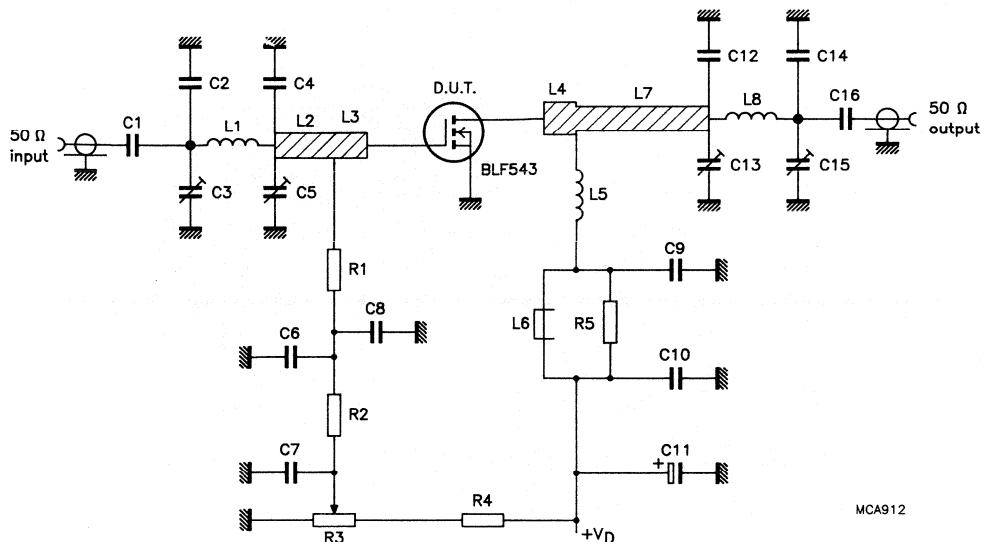 C12
C14
C2
C4
D.U.T.
L4
L7
L8
C16
50 Ω
input
C1
L1
L2
L3
50 Ω
output
BLF543
C3
C5
C13
C15
L5
R1
C9
C8
L6
R5
C6
C10
R2
C7
+
C11
R4
R3
+VD
MCA912